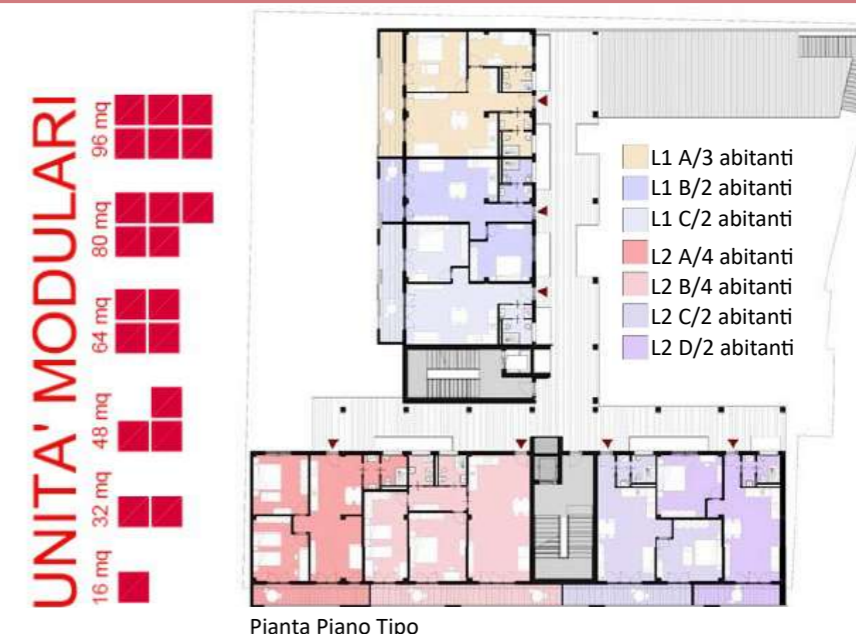 UNITA' MODULARI
96 mq
80 mq
64 mq
48 mq
32 mq
16 mq
L1 A/3 abitanti
L1 B/2 abitanti
L1 C/2 abitanti
L2 A/4 abitanti
L2 B/4 abitanti
L2 C/2 abitanti
L2 D/2 abitanti
Pianta Piano Tipo